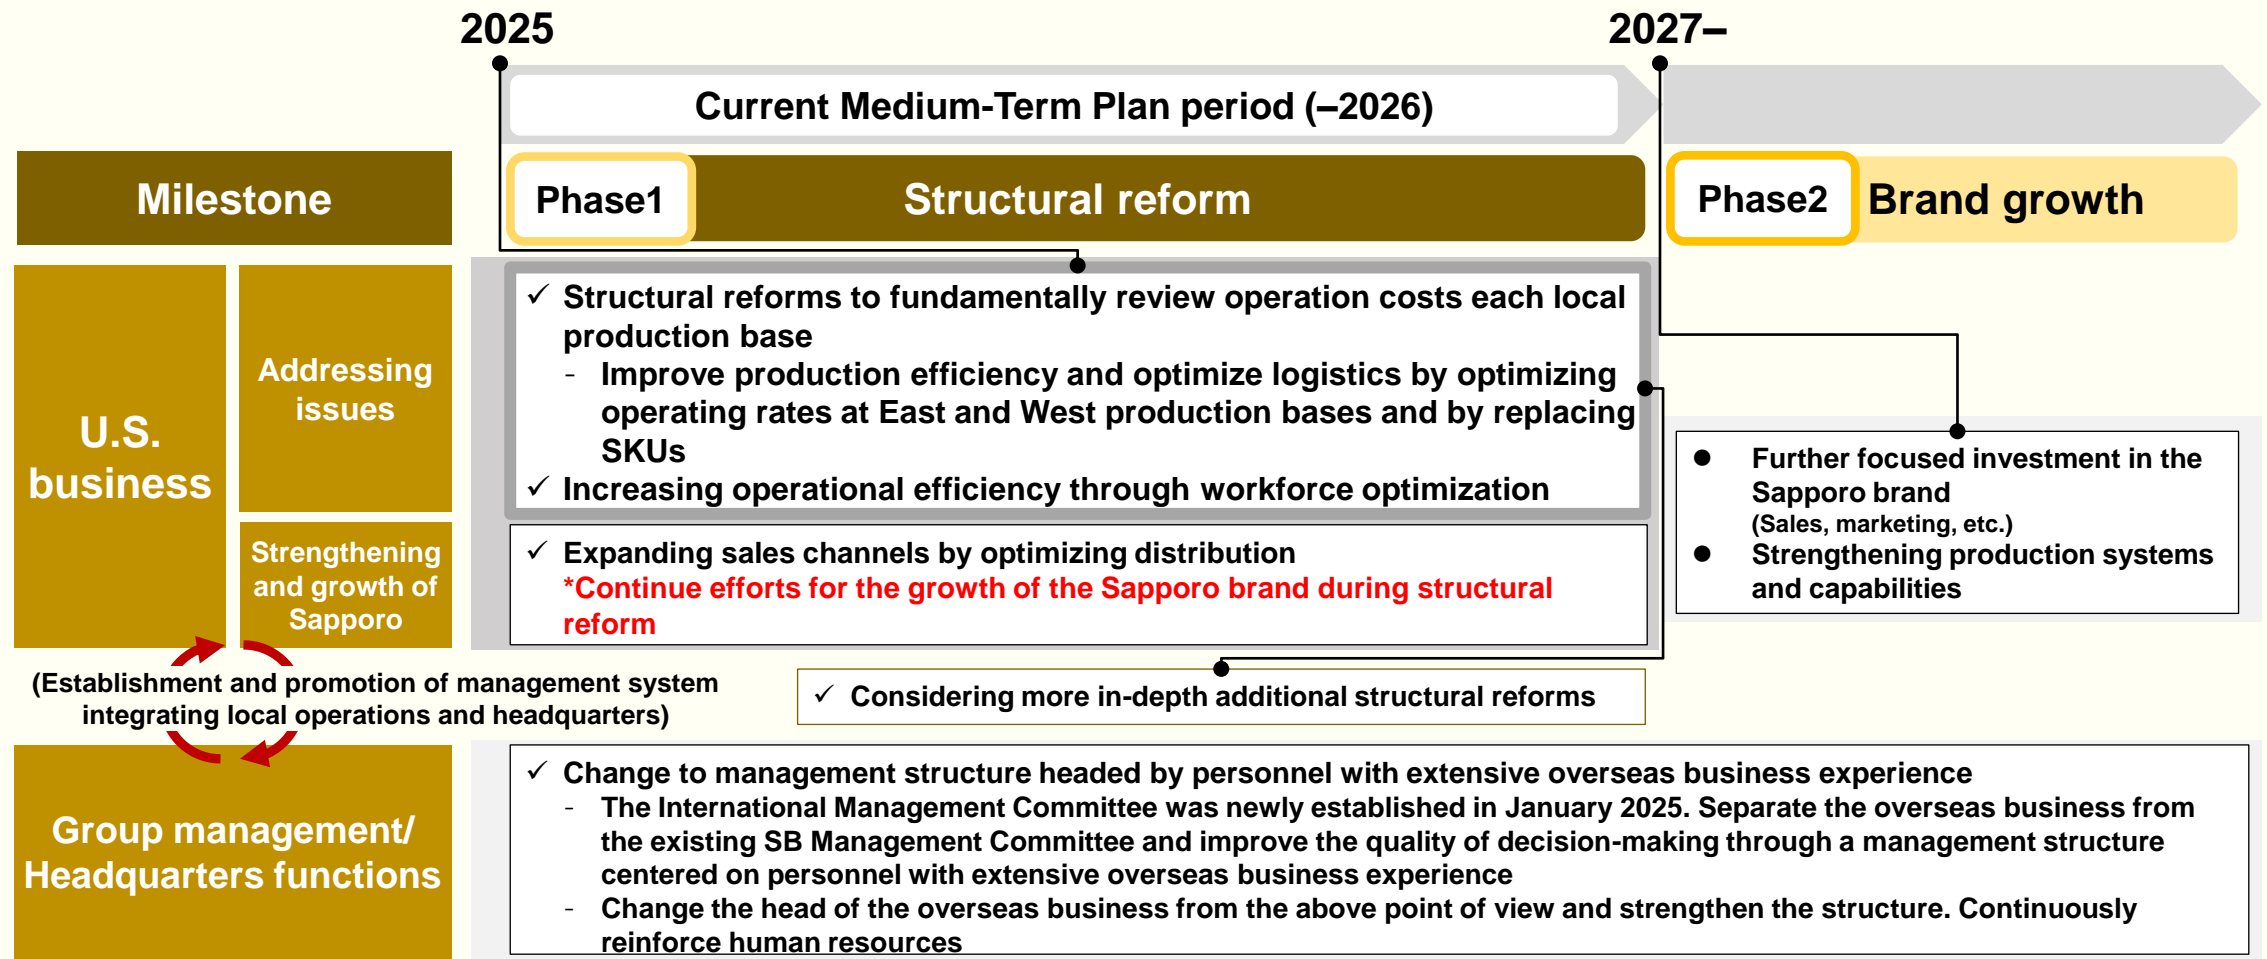 2025
2027–
Current Medium-Term Plan period (–2026)
Milestone
Phase1
Structural reform
Phase2
Brand growth
U.S.
business
Addressing
issues
✓ Structural reforms to fundamentally review operation costs each local
production base
- Improve production efficiency and optimize logistics by optimizing
operating rates at East and West production bases and by replacing
SKUs
✓ Increasing operational efficiency through workforce optimization
● Further focused investment in the
Sapporo brand
(Sales, marketing, etc.)
● Strengthening production systems
and capabilities
Strengthening
and growth of
Sapporo
✓ Expanding sales channels by optimizing distribution
*Continue efforts for the growth of the Sapporo brand during structural
reform
(Establishment and promotion of management system
integrating local operations and headquarters)
✓ Considering more in-depth additional structural reforms
Group management/
Headquarters functions
✓ Change to management structure headed by personnel with extensive overseas business experience
- The International Management Committee was newly established in January 2025. Separate the overseas business from
the existing SB Management Committee and improve the quality of decision-making through a management structure
centered on personnel with extensive overseas business experience
- Change the head of the overseas business from the above point of view and strengthen the structure. Continuously
reinforce human resources